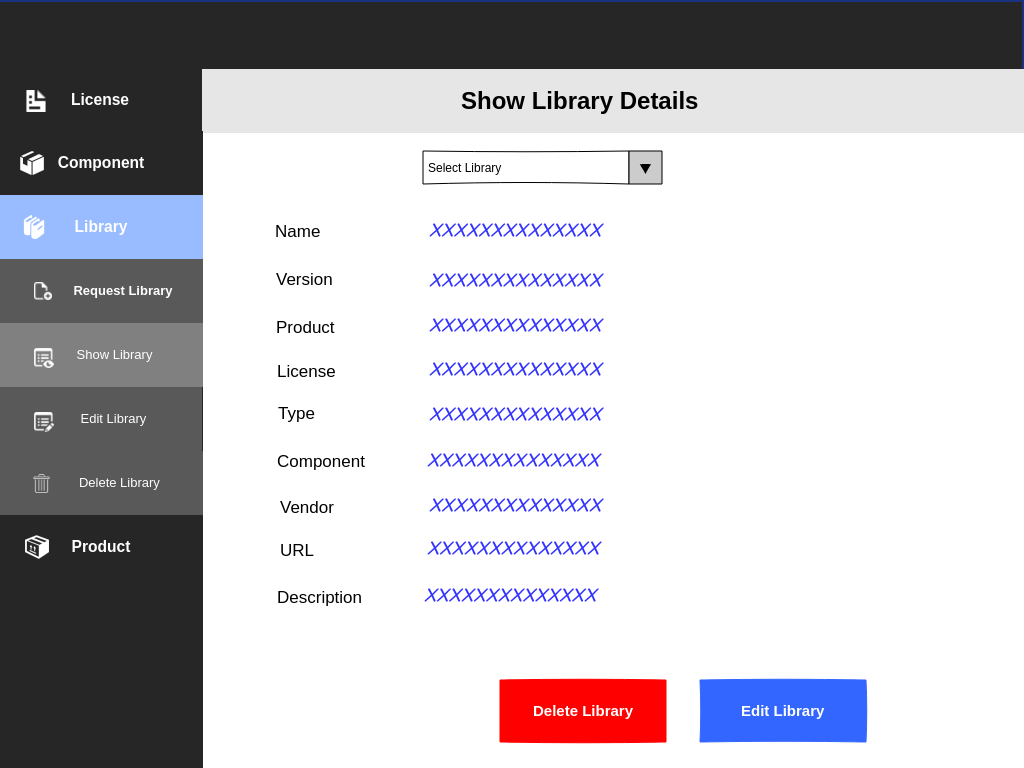 License
Component
Library
Request Library
Show Library
Edit Library
Delete Library
Product
Show Library Details
Select Library
Name XXXXXXXXXXXXXX
Version XXXXXXXXXXXXXX
Product XXXXXXXXXXXXXX
License XXXXXXXXXXXXXX
Type XXXXXXXXXXXXXX
Component XXXXXXXXXXXXXX
Vendor XXXXXXXXXXXXXX
URL XXXXXXXXXXXXXX
Description XXXXXXXXXXXXXX
Delete Library Edit Library